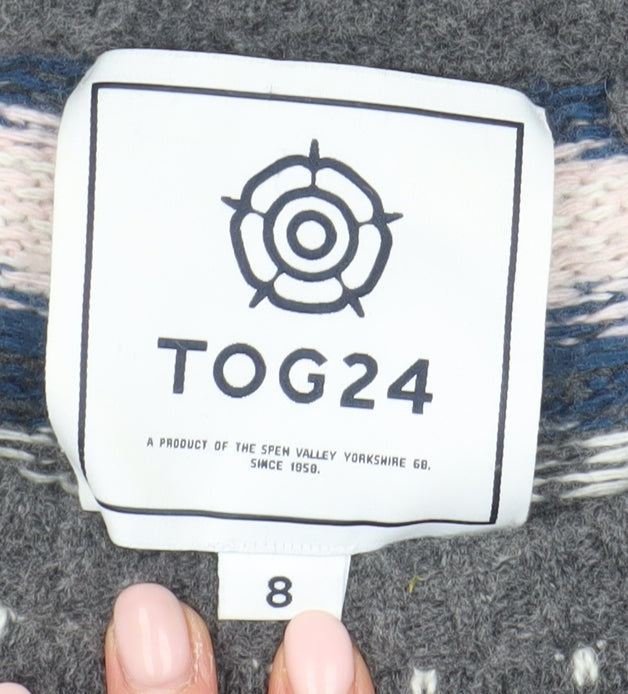 TOG24
A PRODUCT OF THE SPEN VALLEY YORKSHIRE GB.
SINCE 1958.
8